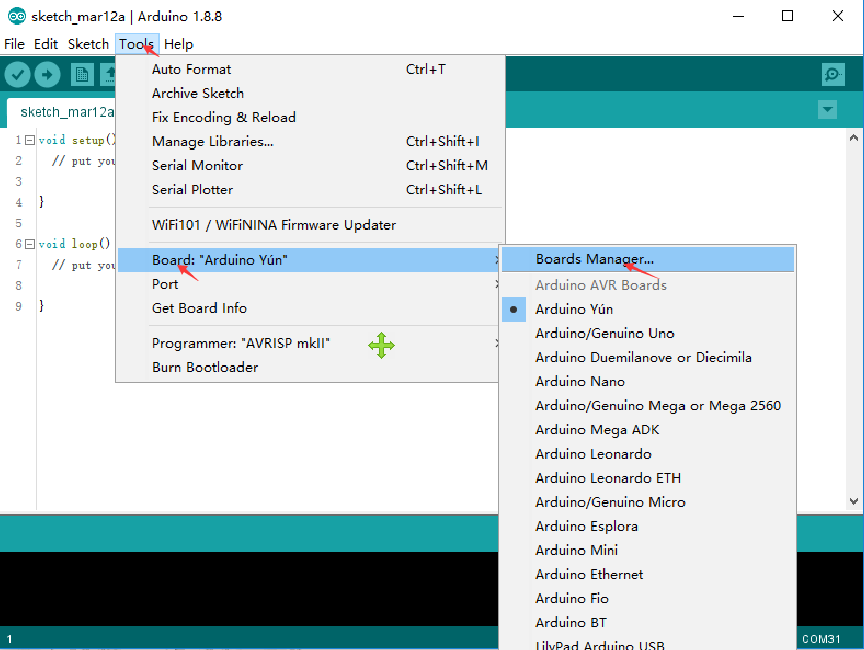 sketch_mar12a | Arduino 1.8.8
File Edit Sketch Tools Help
Auto Format Ctrl+T
Archive Sketch
Fix Encoding & Reload
Manage Libraries... Ctrl+Shift+I
Serial Monitor Ctrl+Shift+M
Serial Plotter Ctrl+Shift+L
WiFi101 / WiFiNINA Firmware Updater
Board: "Arduino Yún"
Port
Get Board Info
Programmer: "AVRISP mkII"
Burn Bootloader
sketch_mar12a
1 void setup()
2 // put you
3
4 }
5
6 void loop()
7 // put you
8
9 }
Boards Manager...
Arduino AVR Boards
Arduino Yún
Arduino/Genuino Uno
Arduino Duemilanove or Diecimila
Arduino Nano
Arduino/Genuino Mega or Mega 2560
Arduino Mega ADK
Arduino Leonardo
Arduino Leonardo ETH
Arduino/Genuino Micro
Arduino Esplora
Arduino Mini
Arduino Ethernet
Arduino Fio
Arduino BT
LilyPad Arduino USB
1
COM31